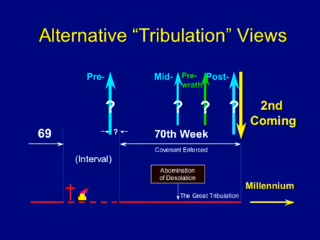 Alternative “Tribulation” Views
Pre- Mid- Pre-wrath Post-
? ? ? ?
2nd
Coming
69 ? 70th Week
Covenant Enforced
(Interval)
Abomination
of Desolation
Millennium
The Great Tribulation